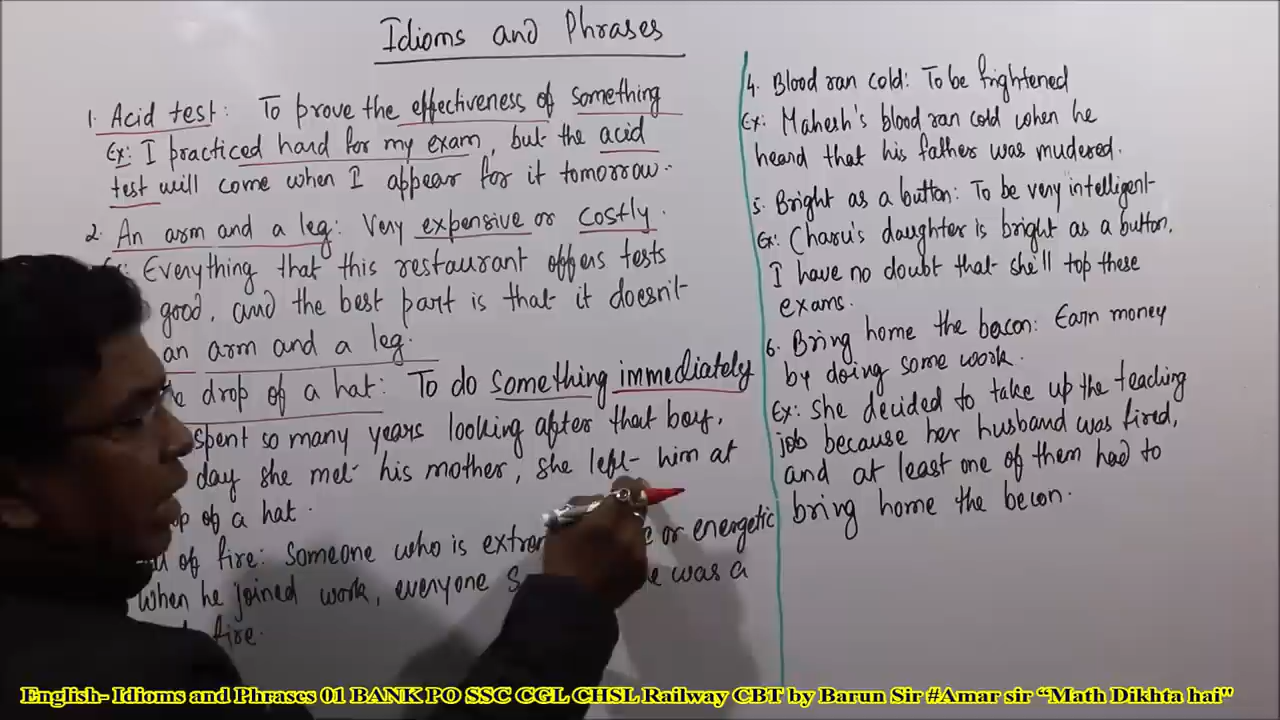 Idioms and Phrases
1. Acid test: To prove the effectiveness of something
Ex: I practiced hard for my exam, but the acid
test will come when I appear for it tomorrow.
2. An arm and a leg: Very expensive or costly.
Everything that this restaurant offers tests
good, and the best part is that it doesn't
an arm and a leg.
drop of a hat: To do something immediately
spent so many years looking after that boy,
day she met his mother, she left him at
of a hat.
of fire: Someone who is or energetic
When he joined work, everyone was a
fire.
4. Blood ran cold: To be frightened
Ex: Mahesh's blood ran cold when he
heard that his father was mudered.
5. Bright as a button: To be very intelligent
Ex: Charu's daughter is bright as a button.
I have no doubt that she'll top these
exams.
6. Bring home the bacon: Earn money
by doing some work.
Ex: She decided to take up the teaching
job because her husband was fired,
and at least one of them had to
bring home the becon.
English- Idioms and Phrases 01 BANK PO SSC CGL CHSL Railway CBT by Barun Sir #Amar sir “Math Dikhta hai"